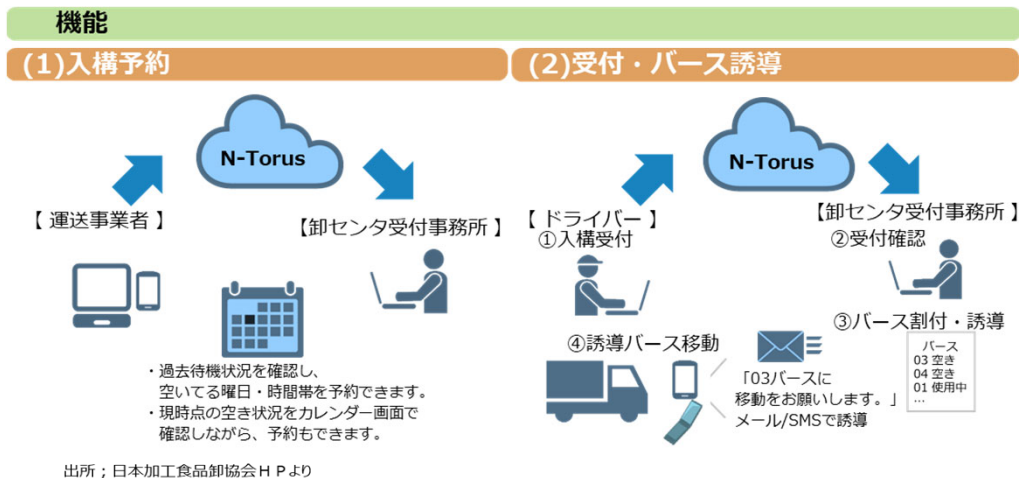 機能
(1)入構予約
N-Torus
【 運送事業者 】
【卸センタ受付事務所 】
・過去待機状況を確認し、
空いてる曜日・時間帯を予約できます。
・現時点の空き状況をカレンダー画面で
確認しながら、予約もできます。
(2)受付・バース誘導
N-Torus
【 ドライバー 】
①入構受付
【卸センタ受付事務所 】
②受付確認
③バース割付・誘導
バース
03 空き
04 空き
01 使用中
...
④誘導バース移動
「03バースに
移動をお願いします。」
メール/SMSで誘導
出所；日本加工食品卸協会ＨＰより